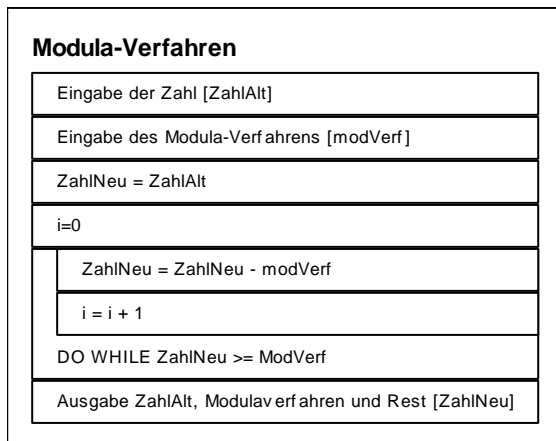 Modula-Verfahren
Eingabe der Zahl [ZahlAlt]
Eingabe des Modula-Verfahrens [modVerf]
ZahlNeu = ZahlAlt
i=0
ZahlNeu = ZahlNeu - modVerf
i = i + 1
DO WHILE ZahlNeu >= ModVerf
Ausgabe ZahlAlt, Modulaverfahren und Rest [ZahlNeu]